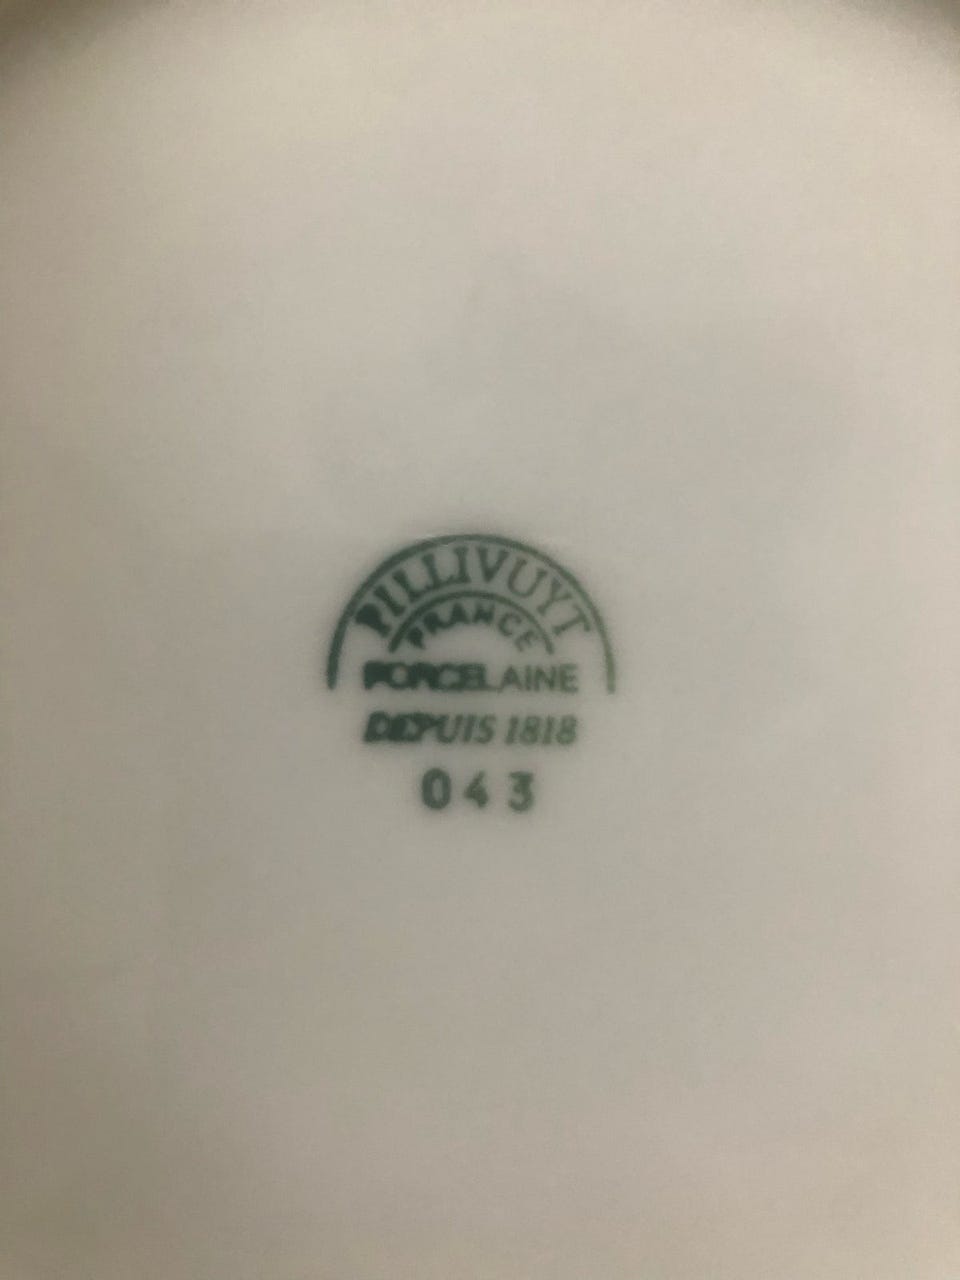 PILLIVUYT
FRANCE
PORCELAINE
DEPUIS 1818
043